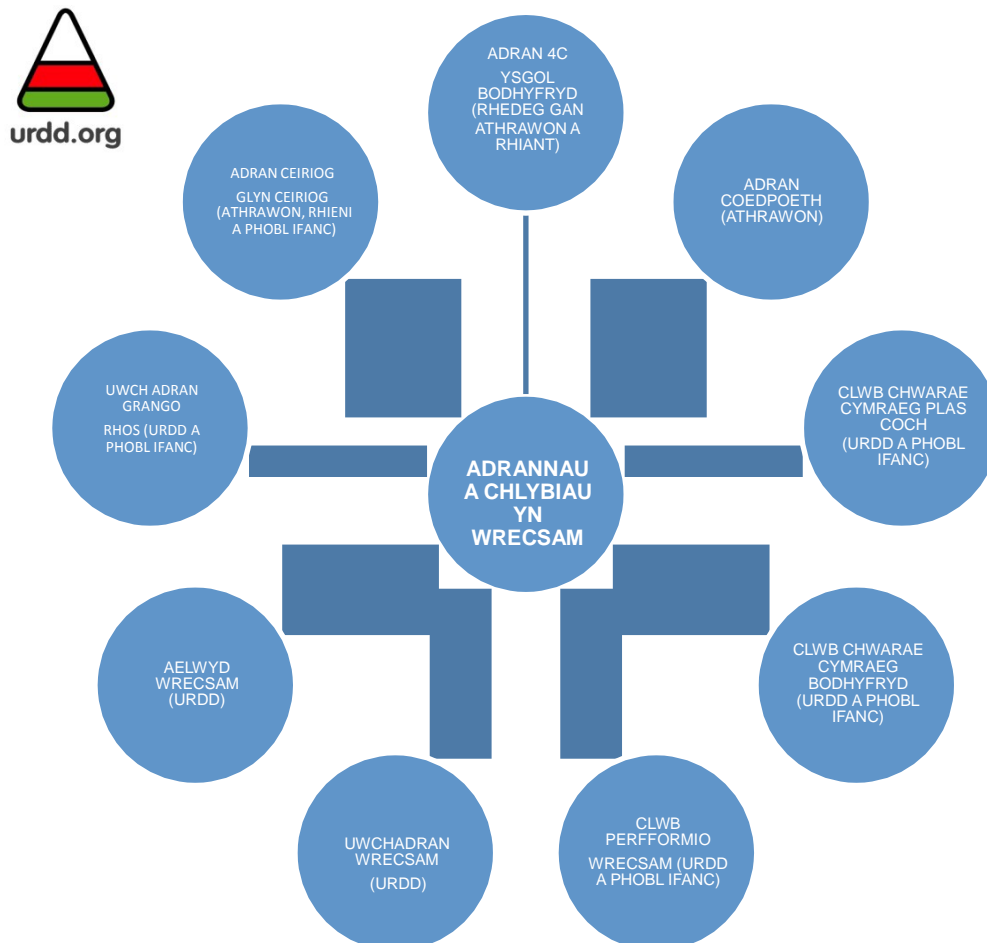 urdd.org
ADRAN 4C
YSGOL
BODHYFRYD
(RHEDEG GAN
ATHRAWON A
RHIANT)
ADRAN
COEDPOETH
(ATHRAWON)
CLWB CHWARAE
CYMRAEG PLAS
COCH
(URDD A PHOBL
IFANC)
CLWB CHWARAE
CYMRAEG
BODHYFRYD
(URDD A PHOBL
IFANC)
CLWB
PERFFORMIO
WRECSAM (URDD
A PHOBL IFANC)
UWCHADRAN
WRECSAM
(URDD)
AELWYD
WRECSAM
(URDD)
UWCH ADRAN
GRANGO
RHOS (URDD A
PHOBL IFANC)
ADRAN CEIRIOG
GLYN CEIRIOG
(ATHRAWON, RHIENI
A PHOBL IFANC)
ADRANNAU
A CHLYBIAU
YN
WRECSAM